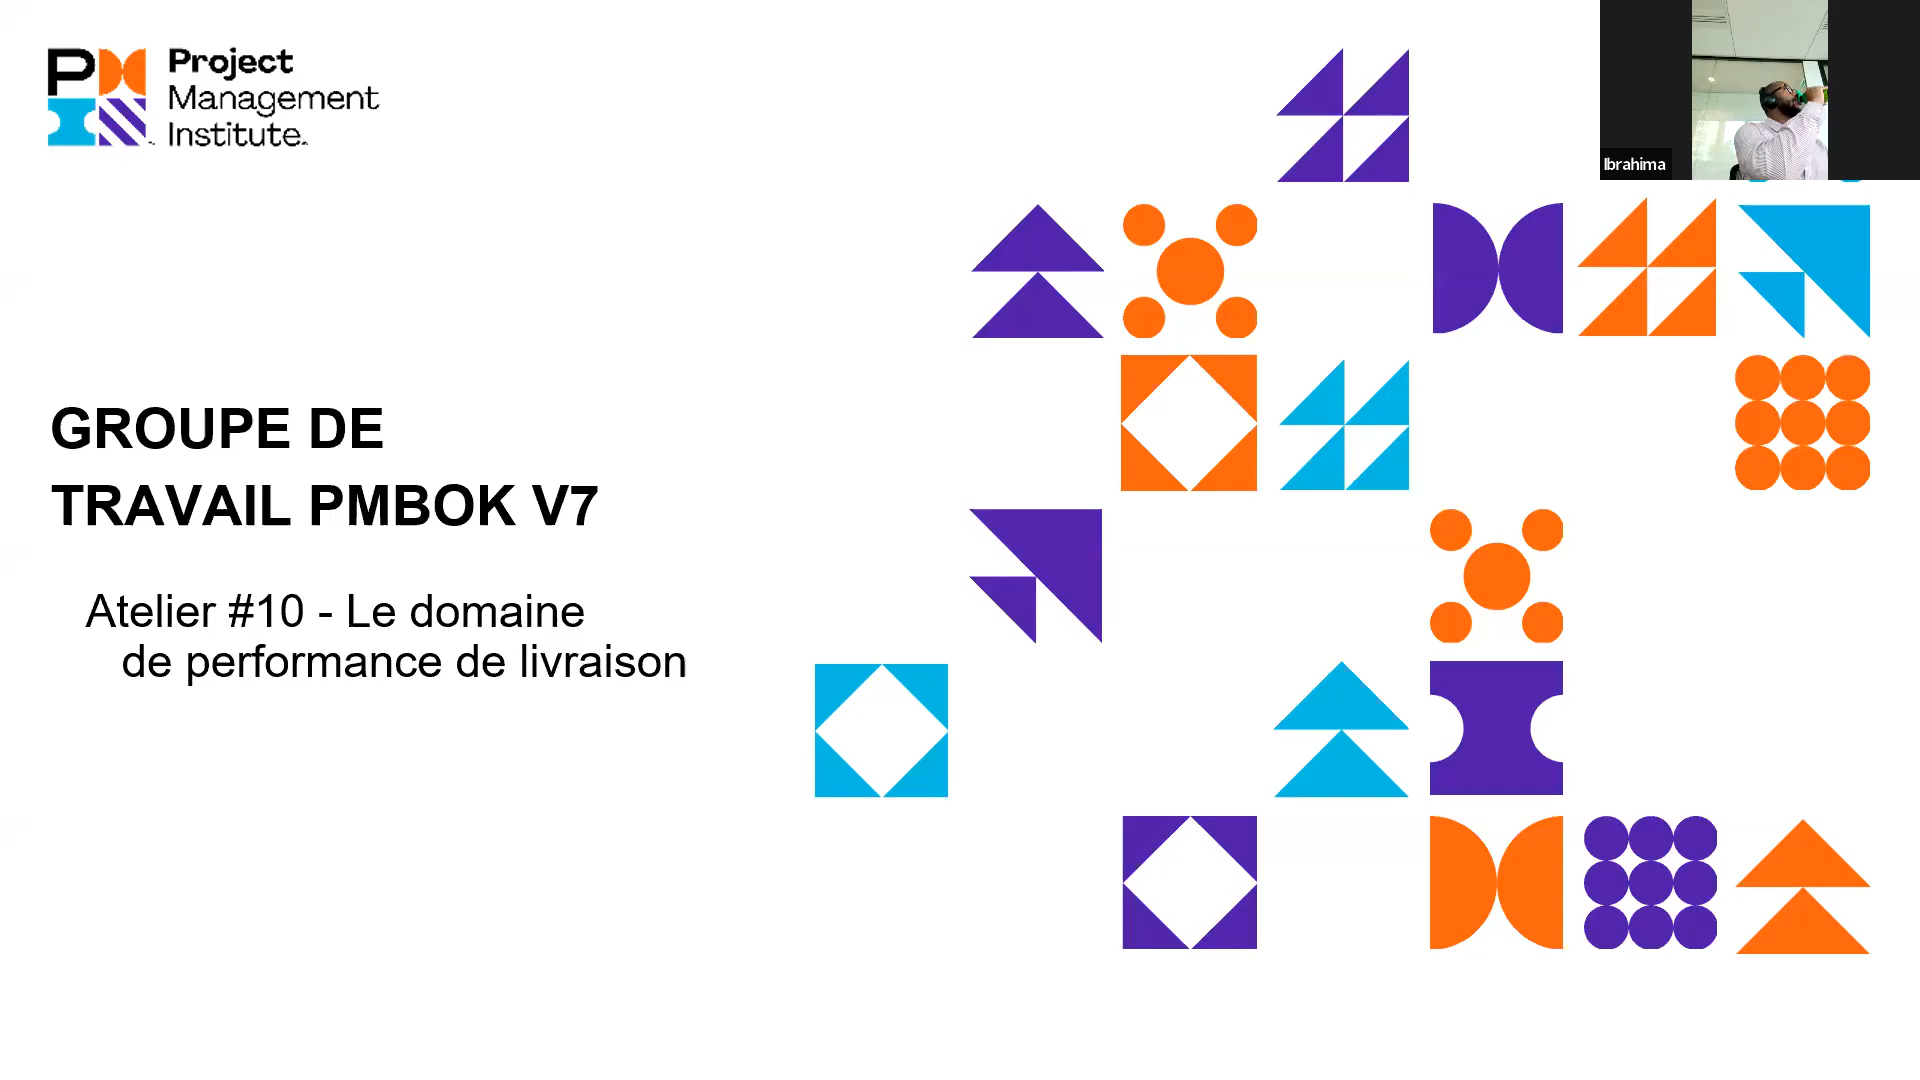 Project
Management
Institute.
Ibrahima
GROUPE DE
TRAVAIL PMBOK V7
Atelier #10 - Le domaine
de performance de livraison